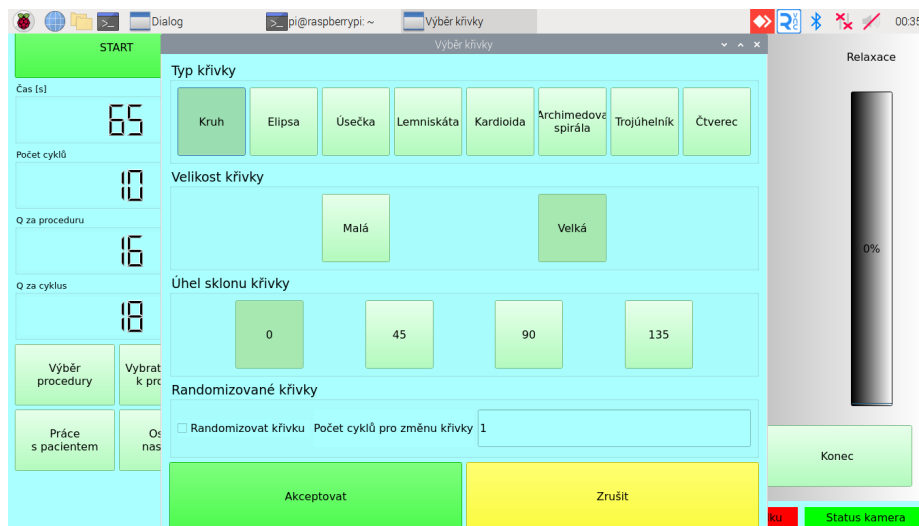 Dialog
pi@raspberrypi: ~
Výběr křivky
00:35
START
Výběr křivky
Relaxace
Typ křivky
Čas [s]
65
Kruh
Elipsa
Úsečka
Lemniskáta
Kardioida
Archimedova
spirála
Trojúhelník
Čtverec
Počet cyklů
10
Velikost křivky
Malá
Velká
Q za proceduru
16
0%
Q za cyklus
18
Úhel sklonu křivky
0
45
90
135
Výběr
procedury
Vybrat
k pro
Randomizované křivky
Randomizovat křivku
Počet cyklů pro změnu křivky
1
Práce
s pacientem
Os
nas
Konec
Akceptovat
Zrušit
ku
Status kamera